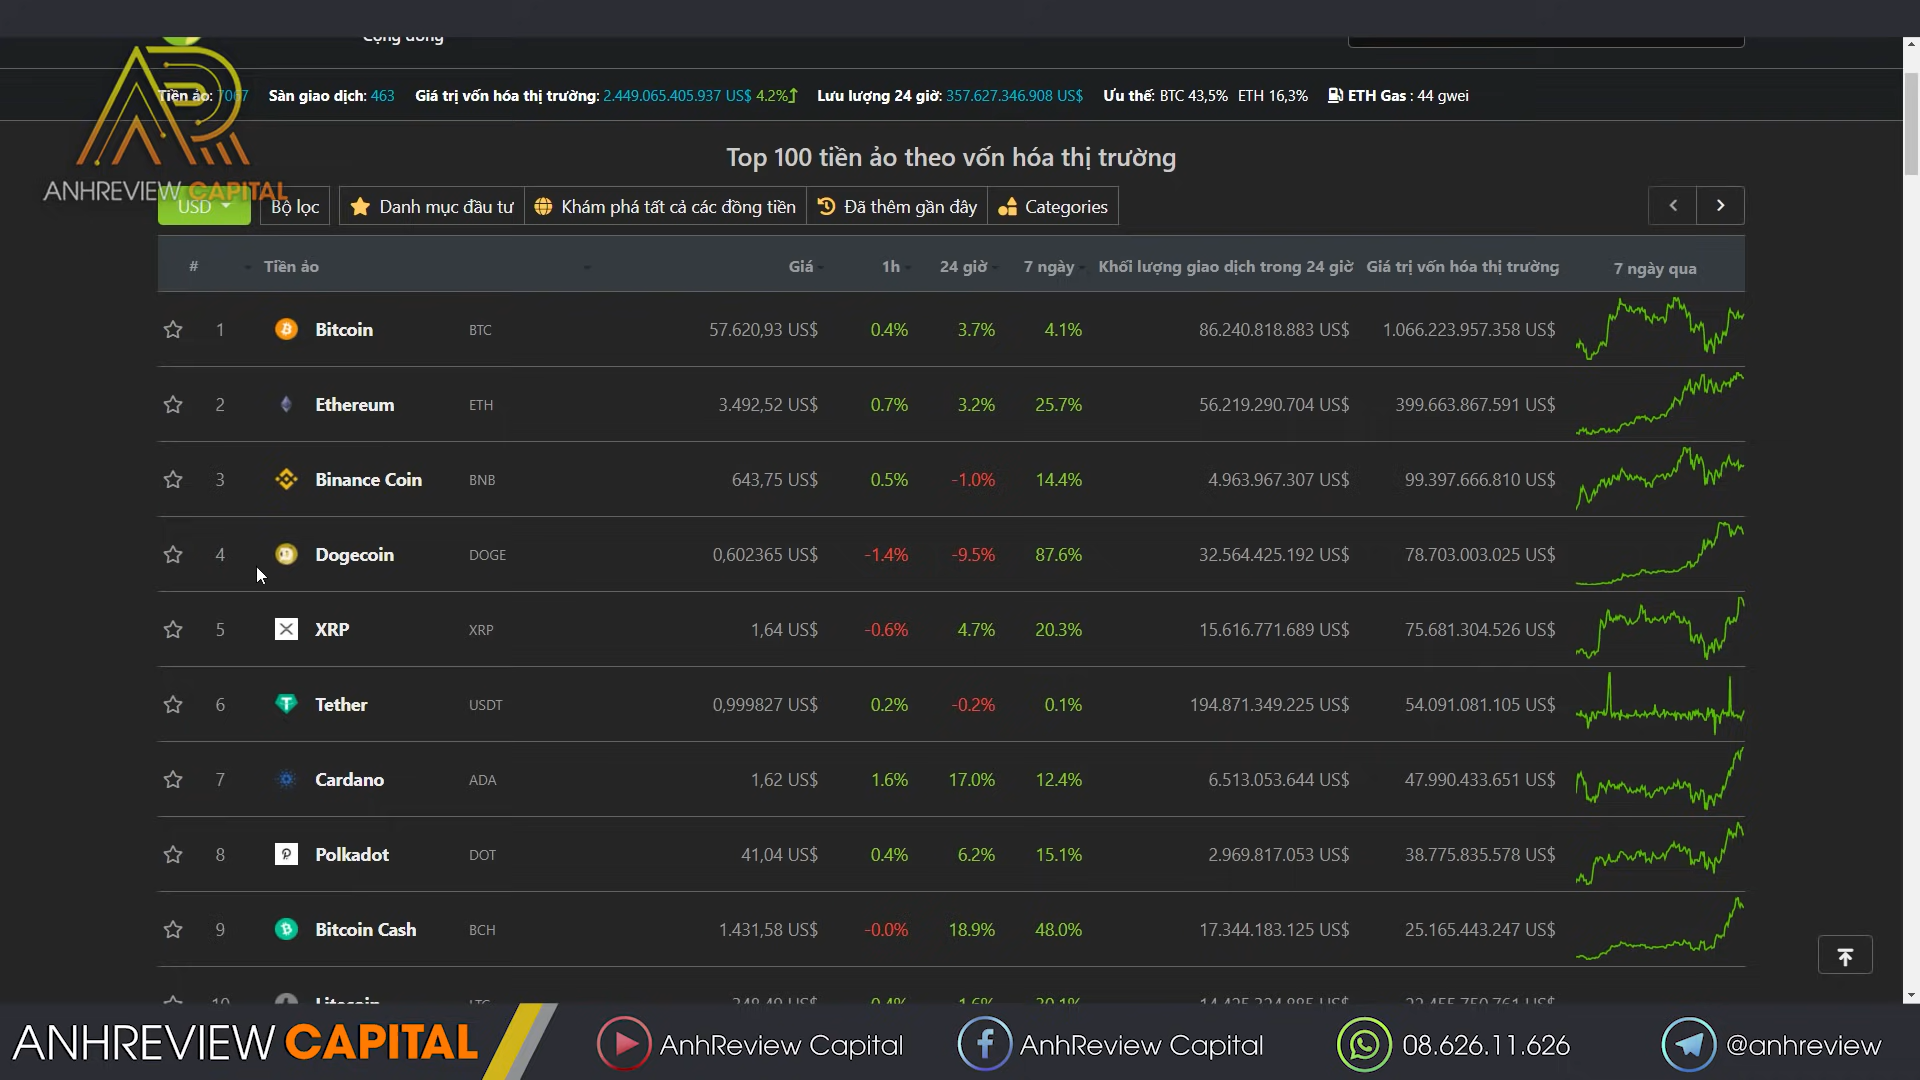 Cộng đồng
Tiền ảo: 7067 Sàn giao dịch: 463 Giá trị vốn hóa thị trường: 2.449.065.405.937 US$ 4.2% Lưu lượng 24 giờ: 357.627.346.908 US$ Ưu thế: BTC 43,5% ETH 16,3% ETH Gas : 44 gwei
ANHREVIEW CAPITAL
Top 100 tiền ảo theo vốn hóa thị trường
USD Bộ lọc Danh mục đầu tư Khám phá tất cả các đồng tiền Đã thêm gần đây Categories
# Tiền ảo Giá 1h 24 giờ 7 ngày Khối lượng giao dịch trong 24 giờ Giá trị vốn hóa thị trường 7 ngày qua
1 Bitcoin BTC 57.620,93 US$ 0.4% 3.7% 4.1% 86.240.818.883 US$ 1.066.223.957.358 US$
2 Ethereum ETH 3.492,52 US$ 0.7% 3.2% 25.7% 56.219.290.704 US$ 399.663.867.591 US$
3 Binance Coin BNB 643,75 US$ 0.5% -1.0% 14.4% 4.963.967.307 US$ 99.397.666.810 US$
4 Dogecoin DOGE 0,602365 US$ -1.4% -9.5% 87.6% 32.564.425.192 US$ 78.703.003.025 US$
5 XRP XRP 1,64 US$ -0.6% 4.7% 20.3% 15.616.771.689 US$ 75.681.304.526 US$
6 Tether USDT 0,999827 US$ 0.2% -0.2% 0.1% 194.871.349.225 US$ 54.091.081.105 US$
7 Cardano ADA 1,62 US$ 1.6% 17.0% 12.4% 6.513.053.644 US$ 47.990.433.651 US$
8 Polkadot DOT 41,04 US$ 0.4% 6.2% 15.1% 2.969.817.053 US$ 38.775.835.578 US$
9 Bitcoin Cash BCH 1.431,58 US$ -0.0% 18.9% 48.0% 17.344.183.125 US$ 25.165.443.247 US$
10 Litecoin LTC
ANHREVIEW CAPITAL AnhReview Capital AnhReview Capital 08.626.11.626 @anhreview